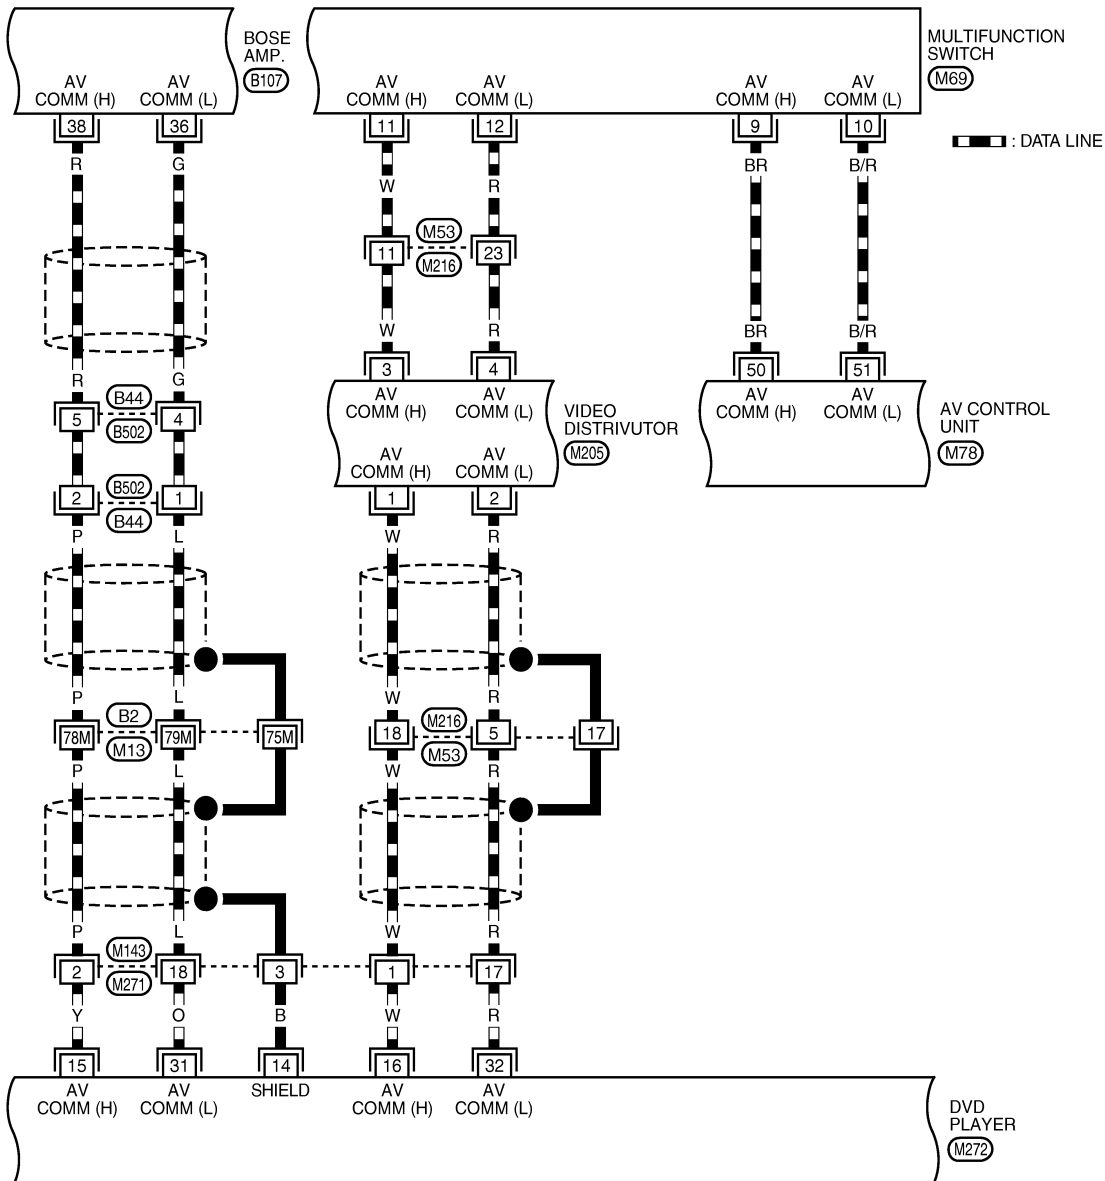 BOSE
AMP.
B107
MULTIFUNCTION
SWITCH
M69
AV
COMM (H)
AV
COMM (L)
AV
COMM (H)
AV
COMM (L)
AV
COMM (H)
AV
COMM (L)
38 36 11 12 9 10
: DATA LINE
R G W R BR B/R
M53
11 23
M216
W R BR B/R
3 4 50 51
R G
B44
5 4
B502
AV
COMM (H)
AV
COMM (L)
VIDEO
DISTRIVUTOR
M205
AV
COMM (H)
AV
COMM (L)
AV
COMM (H)
AV
COMM (L)
AV CONTROL
UNIT
M78
B502
2 1
B44
1 2
P L W R
P L W R
B2
78M 79M 75M
M13
M216
18 5 17
M53
P L W R
P L W R
M143
2 18 3 1 17
M271
Y O B W R
15 31 14 16 32
AV
COMM (H)
AV
COMM (L)
SHIELD
AV
COMM (H)
AV
COMM (L)
DVD
PLAYER
M272